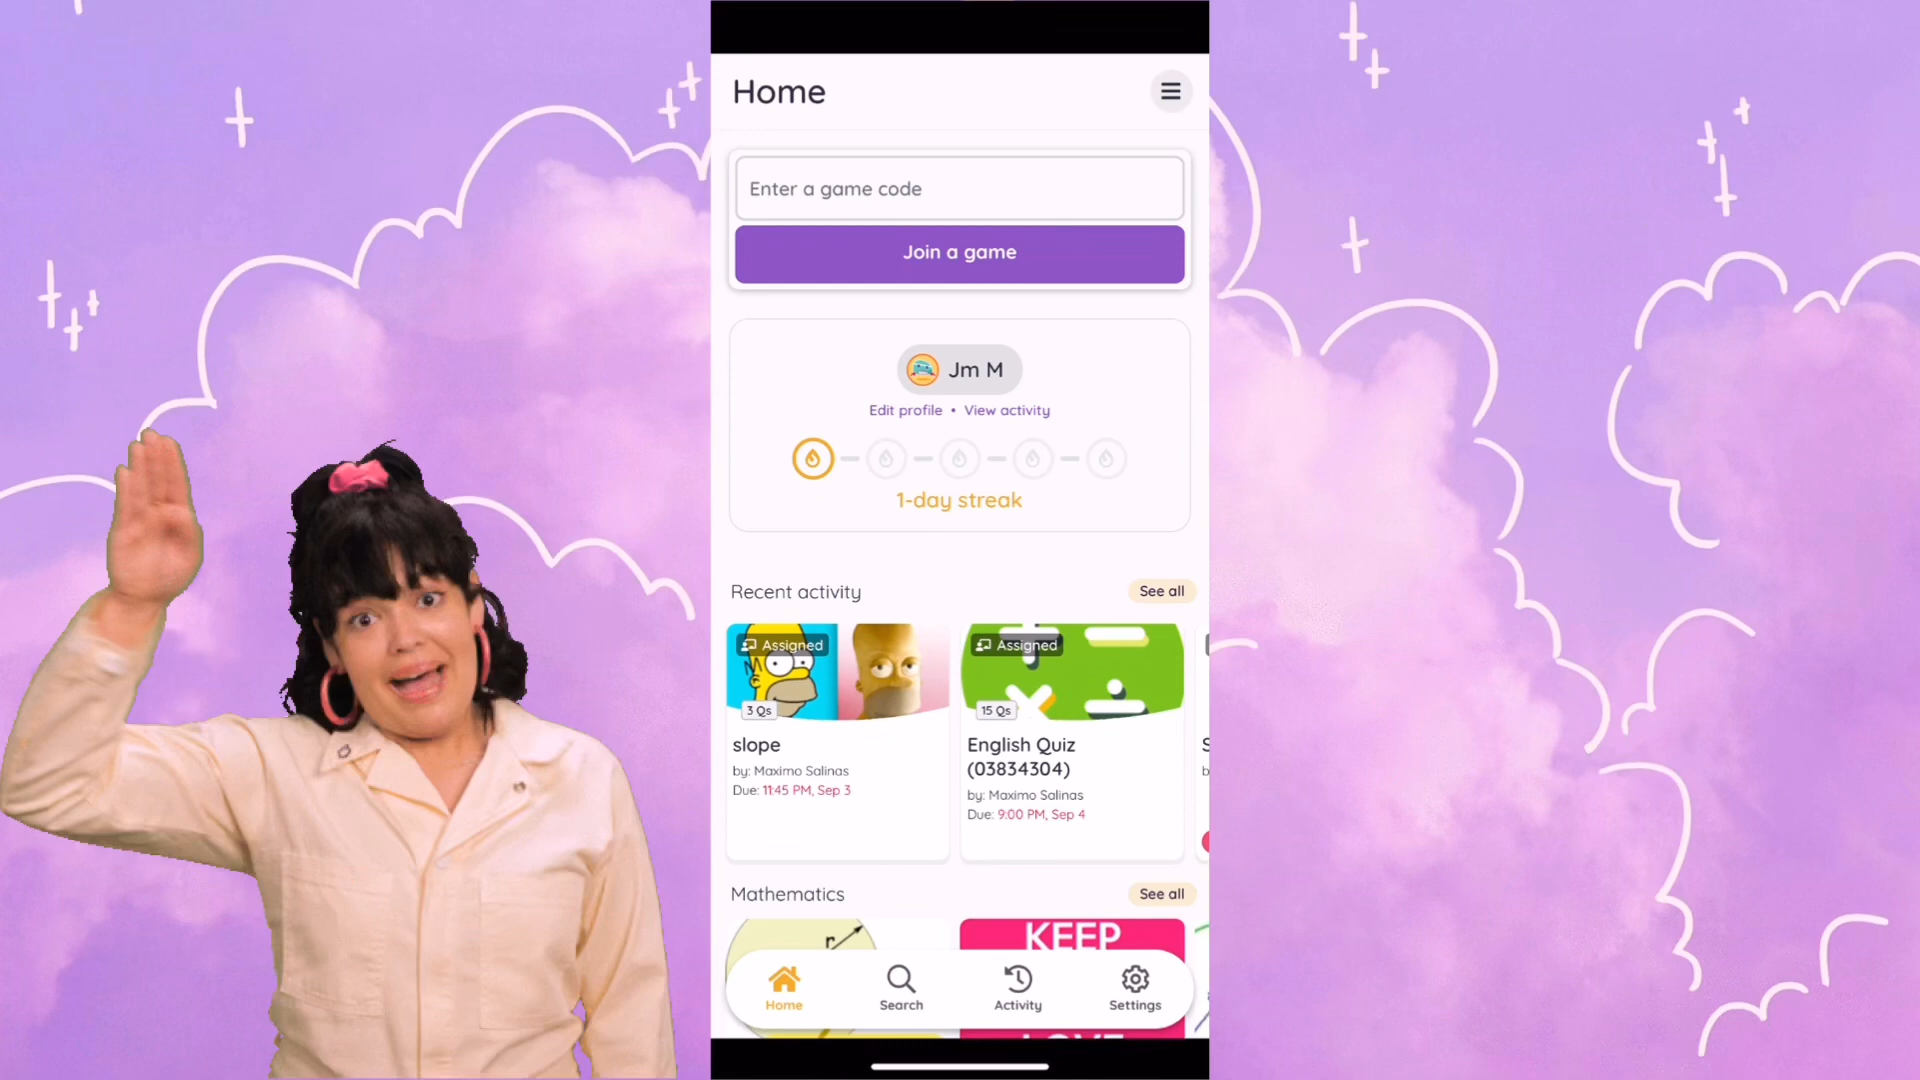 Home
Enter a game code
Join a game
Jm M
Edit profile • View activity
1-day streak
Recent activity
See all
Assigned
3 Qs
slope
by: Maximo Salinas
Due: 11:45 PM, Sep 3
Assigned
15 Qs
English Quiz
(03834304)
by: Maximo Salinas
Due: 9:00 PM, Sep 4
Mathematics
See all
r
KEEP
Home
Search
Activity
Settings